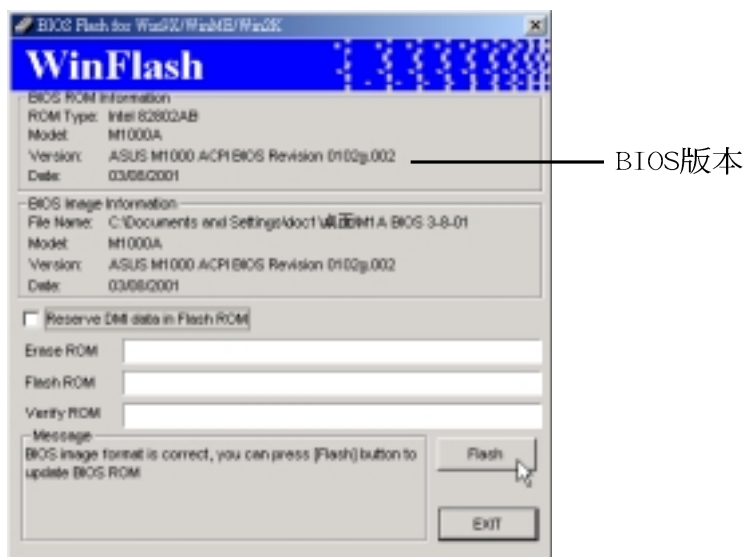 BIOS Flash for Win9X/WinME/Win2K
WinFlash
BIOS ROM Information
ROM Type: Intel 82802AB
Model: M1000A
Version: ASUS M1000 ACPI BIOS Revision 0102g.002
Date: 03/08/2001
BIOS版本
BIOS Image Information
File Name: C:\Documents and Settings\doc1\桌面\M1A BIOS 3-8-01
Model: M1000A
Version: ASUS M1000 ACPI BIOS Revision 0102g.002
Date: 03/08/2001
Reserve DMI data in Flash ROM
Erase ROM
Flash ROM
Verify ROM
Message
BIOS image format is correct, you can press [Flash] button to
update BIOS ROM
Flash
EXIT